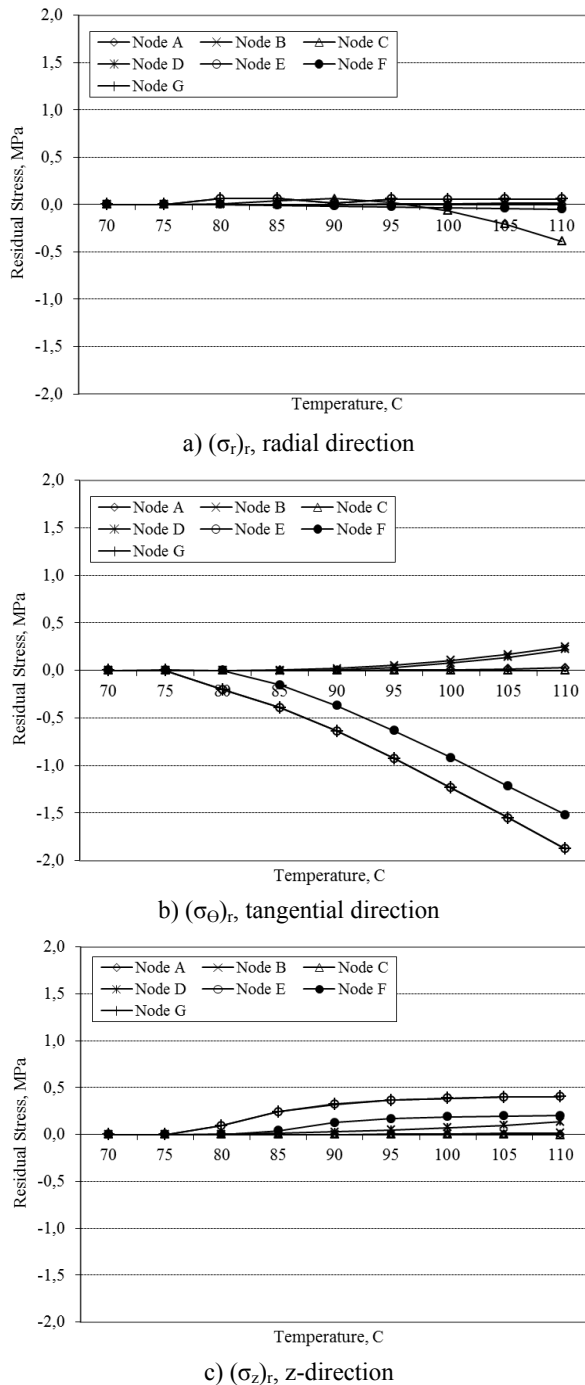 2,0
Node A Node B Node C
Node D Node E Node F
Node G
1,5
1,0
0,5
0,0
-0,5
-1,0
-1,5
-2,0
Residual Stress, MPa
70 75 80 85 90 95 100 105 110
Temperature, C
a) (σr)r, radial direction
2,0
Node A Node B Node C
Node D Node E Node F
Node G
1,5
1,0
0,5
0,0
-0,5
-1,0
-1,5
-2,0
Residual Stress, MPa
70 75 80 85 90 95 100 105 110
Temperature, C
b) (σΘ)r, tangential direction
2,0
Node A Node B Node C
Node D Node E Node F
Node G
1,5
1,0
0,5
0,0
-0,5
-1,0
-1,5
-2,0
Residual Stress, MPa
70 75 80 85 90 95 100 105 110
Temperature, C
c) (σz)r, z-direction